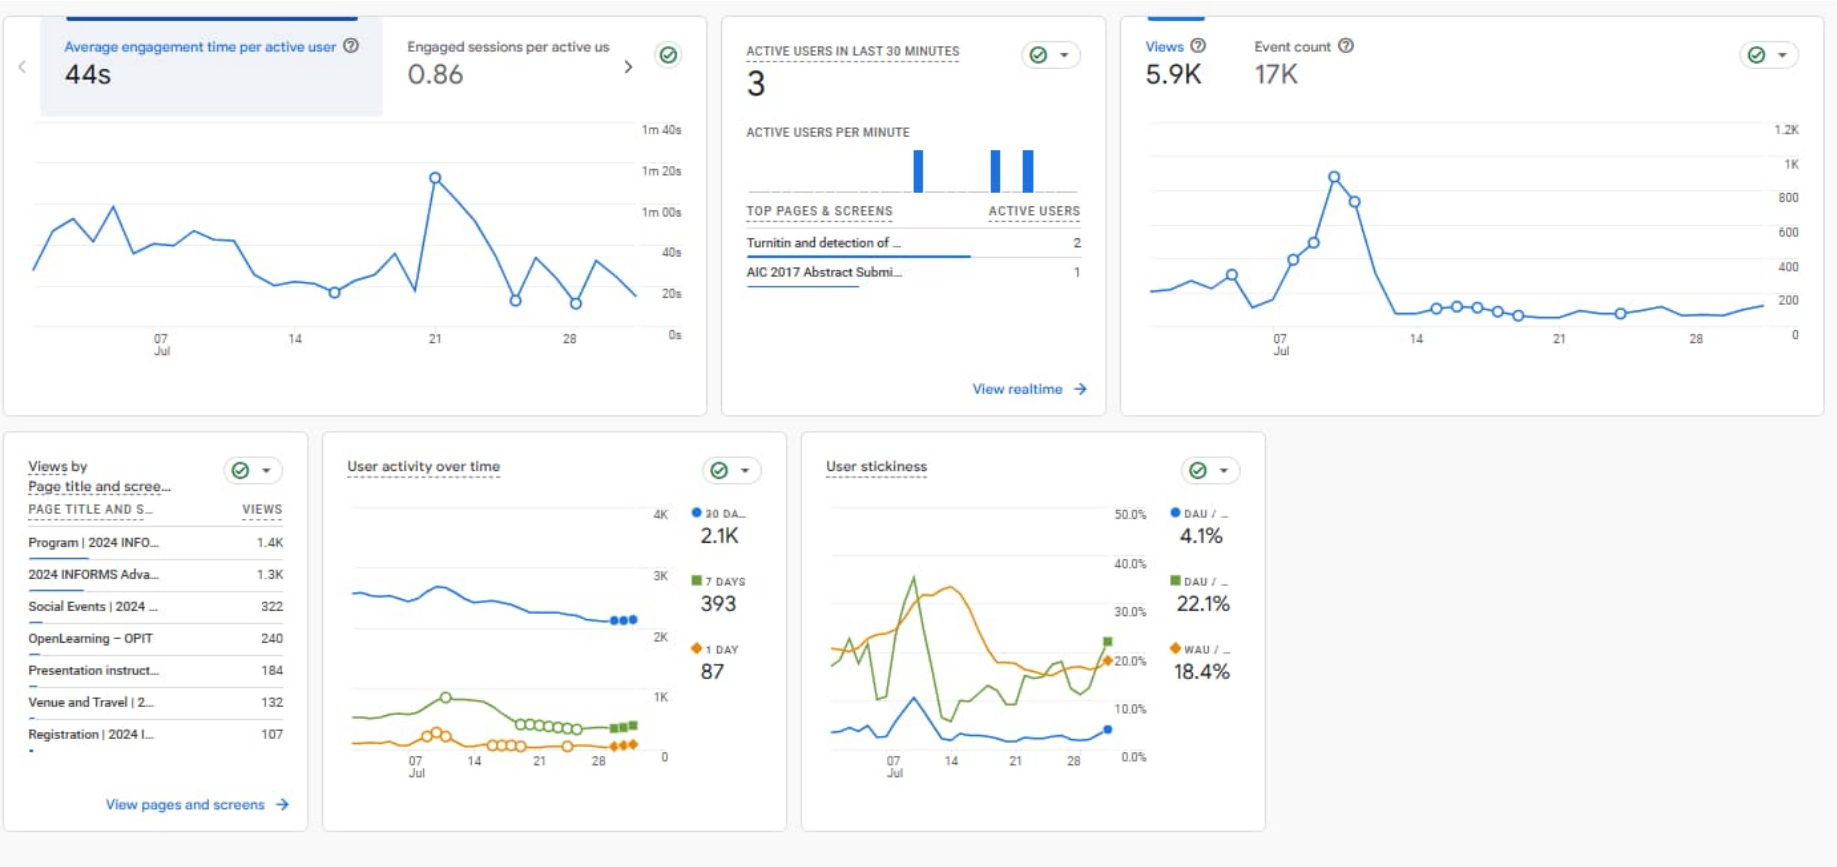 Average engagement time per active user
44s
Engaged sessions per active us
0.86
1m 40s
1m 20s
1m 00s
40s
20s
0s
07
Jul
14
21
28
ACTIVE USERS IN LAST 30 MINUTES
3
ACTIVE USERS PER MINUTE
TOP PAGES & SCREENS ACTIVE USERS
Turnitin and detection of ... 2
AIC 2017 Abstract Submi... 1
View realtime
Views
5.9K
Event count
17K
1.2K
1K
800
600
400
200
0
07
Jul
14
21
28
Views by
Page title and scree...
PAGE TITLE AND S... VIEWS
Program | 2024 INFO... 1.4K
2024 INFORMS Adva... 1.3K
Social Events | 2024 ... 322
OpenLearning – OPIT 240
Presentation instruct... 184
Venue and Travel | 2... 132
Registration | 2024 I... 107
View pages and screens
User activity over time
4K
3K
2K
1K
0
07
Jul
14
21
28
30 DA...
2.1K
7 DAYS
393
1 DAY
87
User stickiness
50.0%
40.0%
30.0%
20.0%
10.0%
0.0%
07
Jul
14
21
28
DAU / ...
4.1%
DAU / ...
22.1%
WAU / ...
18.4%